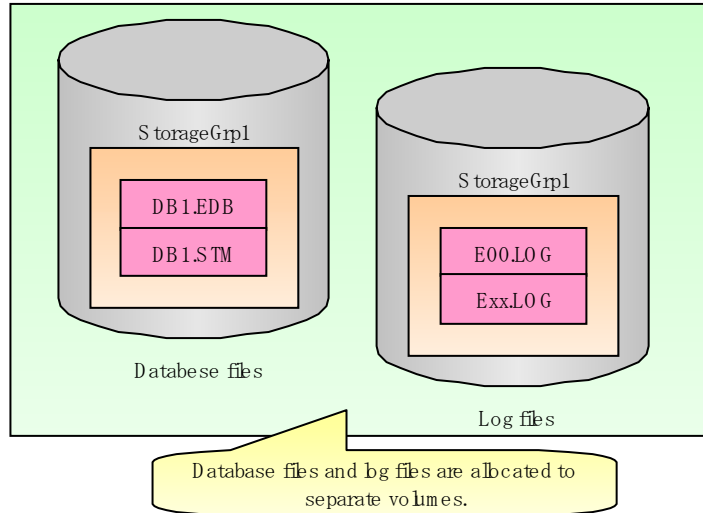 StorageGrp1
DB1.EDB
DB1.STM
Databese files
StorageGrp1
E00.LOG
Exx.LOG
Log files
Database files and log files are allocated to
separate volumes.